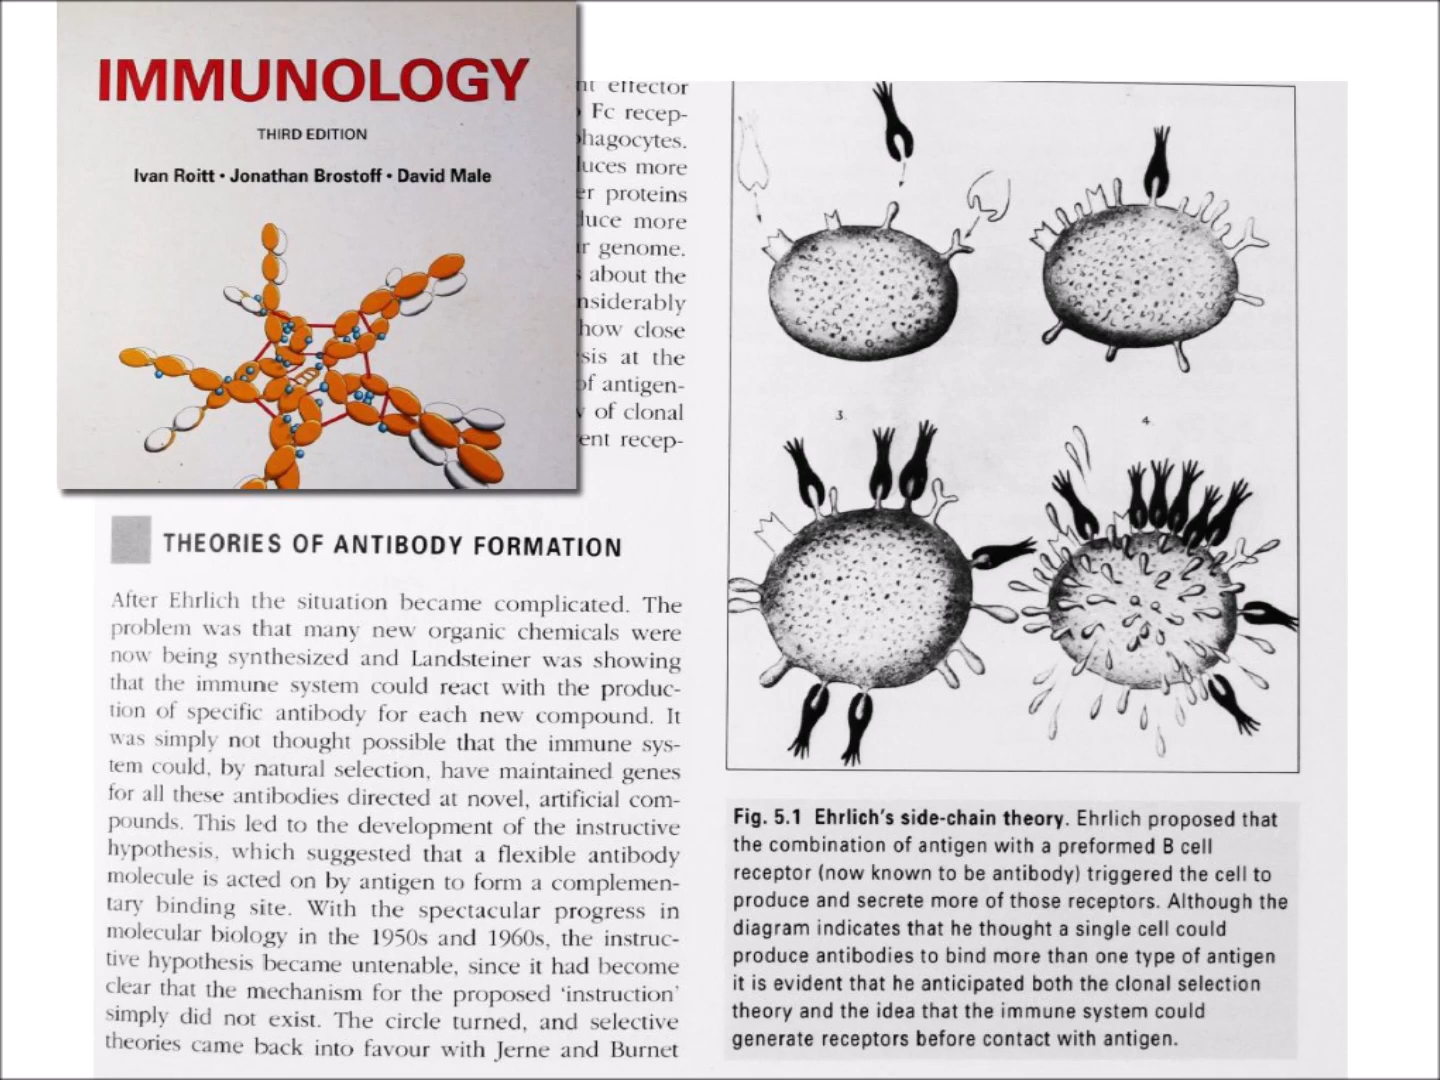 IMMUNOLOGY
THIRD EDITION
Ivan Roitt • Jonathan Brostoff • David Male
effector
Fc recep-
hagocytes.
uces more
er proteins
duce more
r genome.
about the
nsiderably
how close
sis at the
of antigen-
of clonal
ent recep-
THEORIES OF ANTIBODY FORMATION
After Ehrlich the situation became complicated. The
problem was that many new organic chemicals were
now being synthesized and Landsteiner was showing
that the immune system could react with the produc-
tion of specific antibody for each new compound. It
was simply not thought possible that the immune sys-
tem could, by natural selection, have maintained genes
for all these antibodies directed at novel, artificial com-
pounds. This led to the development of the instructive
hypothesis, which suggested that a flexible antibody
molecule is acted on by antigen to form a complemen-
tary binding site. With the spectacular progress in
molecular biology in the 1950s and 1960s, the instruc-
tive hypothesis became untenable, since it had become
clear that the mechanism for the proposed ‘instruction’
simply did not exist. The circle turned, and selective
theories came back into favour with Jerne and Burnet
3.
4.
Fig. 5.1 Ehrlich's side-chain theory. Ehrlich proposed that
the combination of antigen with a preformed B cell
receptor (now known to be antibody) triggered the cell to
produce and secrete more of those receptors. Although the
diagram indicates that he thought a single cell could
produce antibodies to bind more than one type of antigen
it is evident that he anticipated both the clonal selection
theory and the idea that the immune system could
generate receptors before contact with antigen.